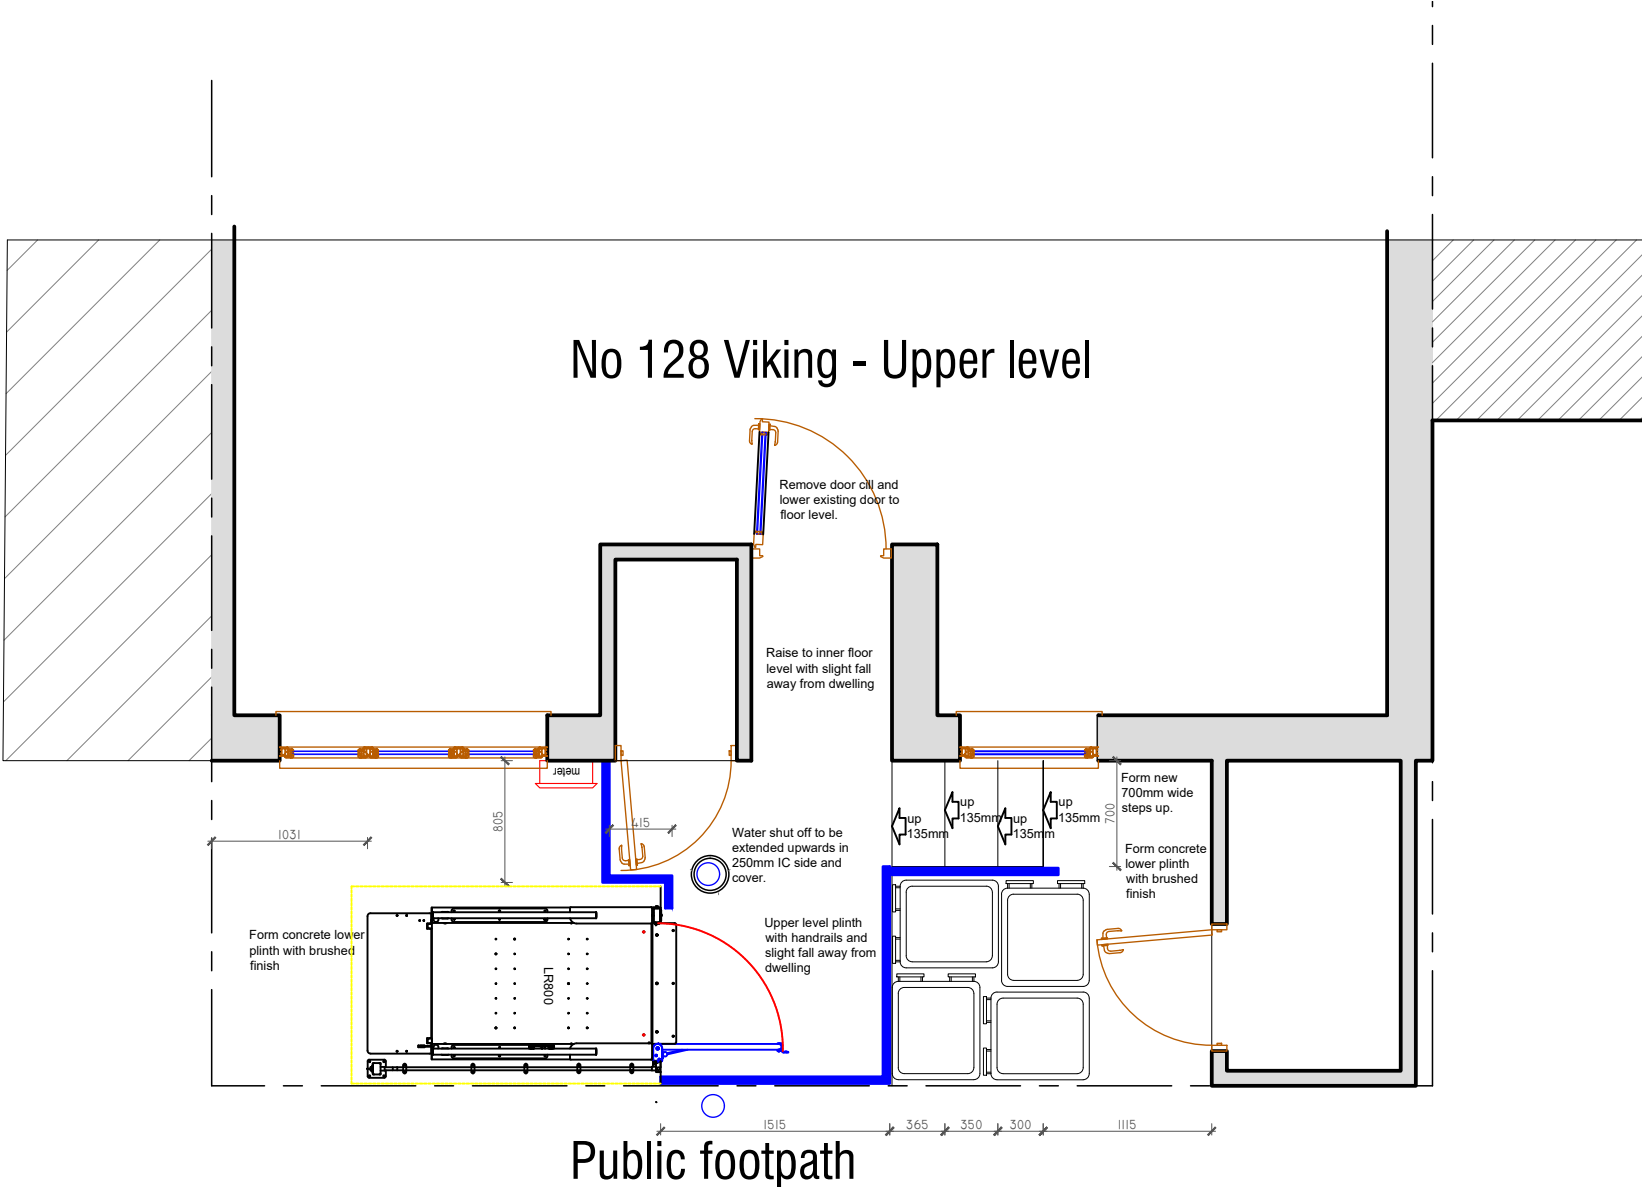 No 128 Viking - Upper level
Remove door cill and
lower existing door to
floor level.
Raise to inner floor
level with slight fall
away from dwelling
meter
Form new
700mm wide
steps up.
up
135mm
up
135mm
up
135mm
up
135mm
700
805
415
1031
Water shut off to be
extended upwards in
250mm IC side and
cover.
Form concrete
lower plinth
with brushed
finish
Upper level plinth
with handrails and
slight fall away from
dwelling
Form concrete lower
plinth with brushed
finish
LR800
1515
365
350
300
1115
Public footpath